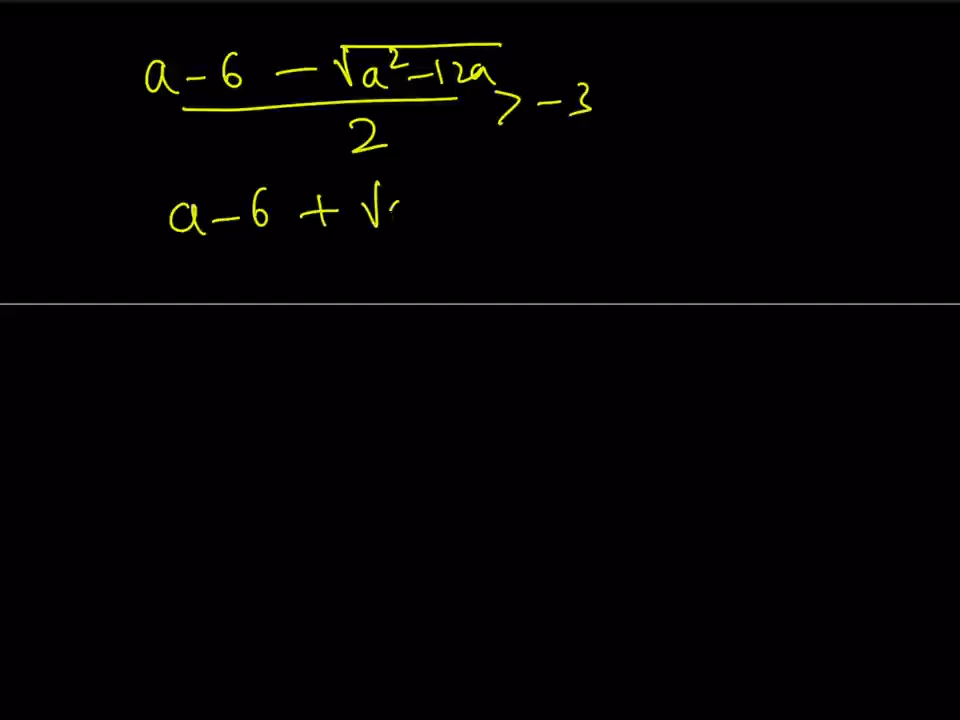 (a - 6 - √(a² - 12a))/2 > -3
a - 6 + √